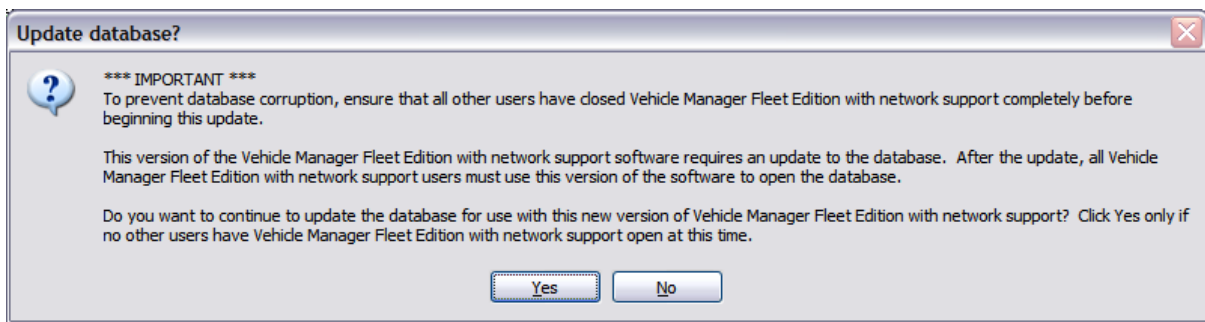 Update database?
*** IMPORTANT ***
To prevent database corruption, ensure that all other users have closed Vehicle Manager Fleet Edition with network support completely before
beginning this update.
This version of the Vehicle Manager Fleet Edition with network support software requires an update to the database.  After the update, all Vehicle
Manager Fleet Edition with network support users must use this version of the software to open the database.
Do you want to continue to update the database for use with this new version of Vehicle Manager Fleet Edition with network support?  Click Yes only if
no other users have Vehicle Manager Fleet Edition with network support open at this time.
Yes No